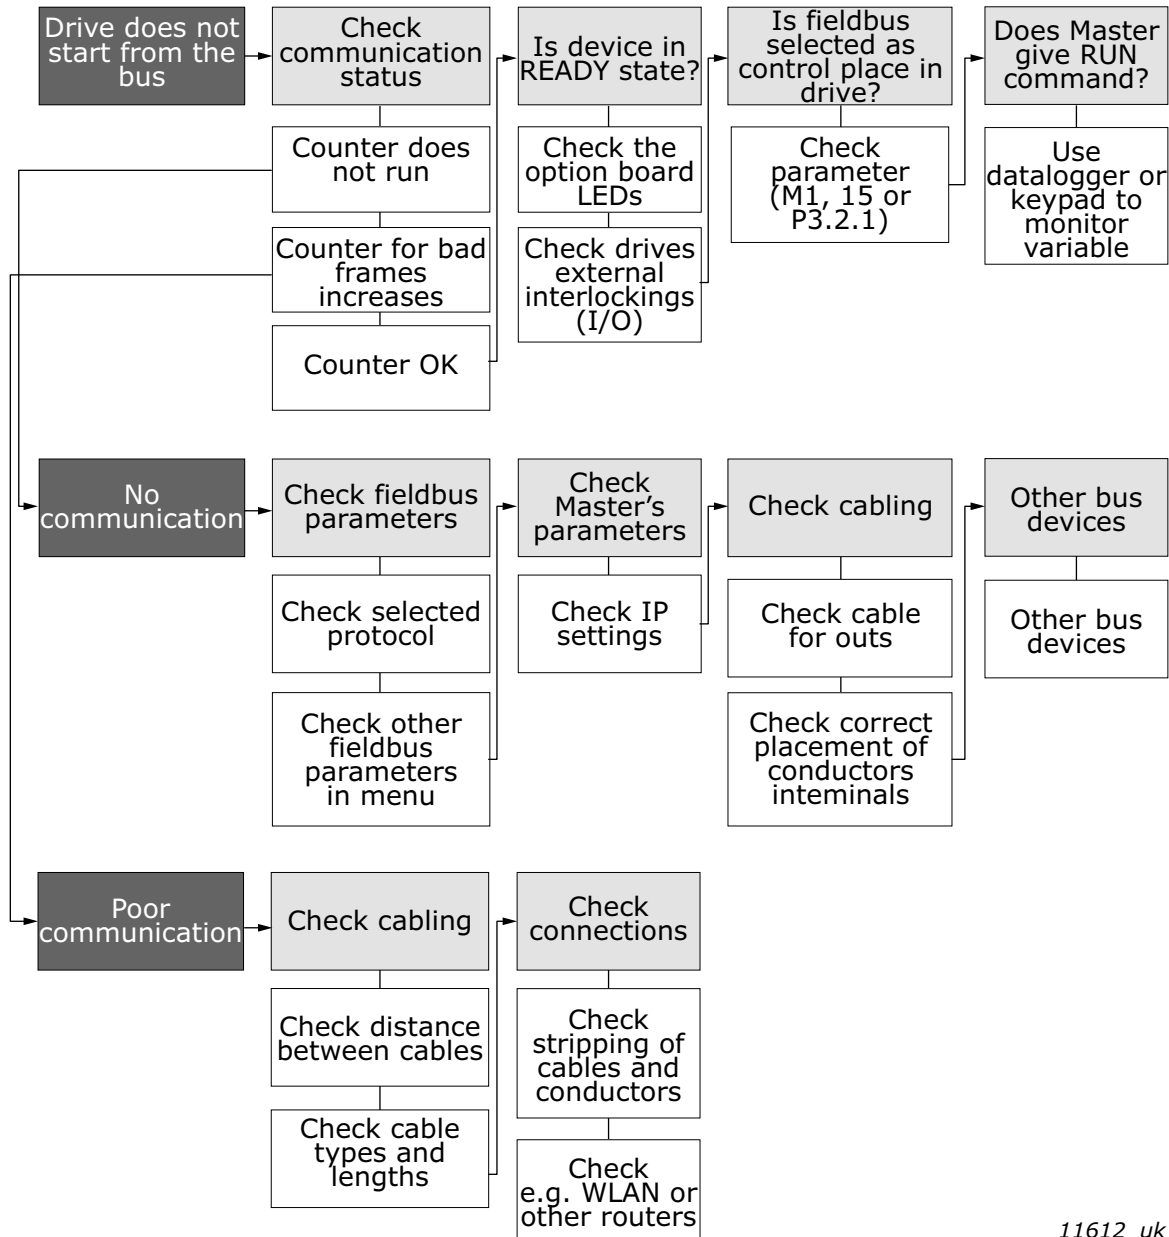 Drive does not
start from the
bus
Check
communication
status
Is device in
READY state?
Is fieldbus
selected as
control place in
drive?
Does Master
give RUN
command?
Counter does
not run
Check the
option board
LEDs
Check
parameter
(M1, 15 or
P3.2.1)
Use
datalogger or
keypad to
monitor
variable
Counter for bad
frames
increases
Check drives
external
interlockings
(I/O)
Counter OK
No
communication
Check fieldbus
parameters
Check
Master’s
parameters
Check cabling
Other bus
devices
Check selected
protocol
Check IP
settings
Check cable
for outs
Other bus
devices
Check other
fieldbus
parameters
in menu
Check correct
placement of
conductors
inteminals
Poor
communication
Check cabling
Check
connections
Check distance
between cables
Check
stripping of
cables and
conductors
Check cable
types and
lengths
Check
e.g. WLAN or
other routers
11612_uk